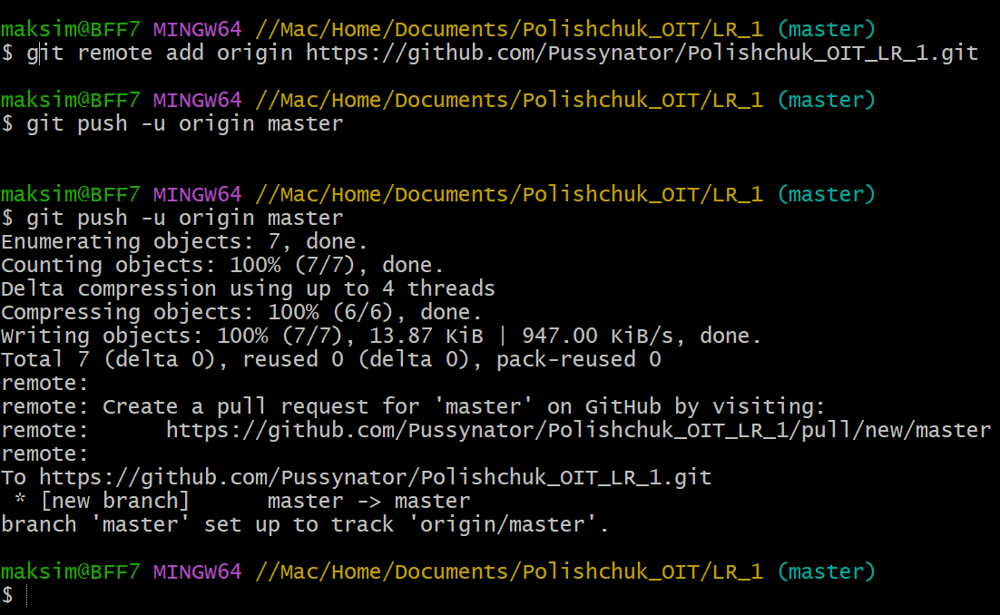 maksim@BFF7 MINGW64 //Mac/Home/Documents/Polishchuk_OIT/LR_1 (master)
$ git remote add origin https://github.com/Pussynator/Polishchuk_OIT_LR_1.git
maksim@BFF7 MINGW64 //Mac/Home/Documents/Polishchuk_OIT/LR_1 (master)
$ git push -u origin master
maksim@BFF7 MINGW64 //Mac/Home/Documents/Polishchuk_OIT/LR_1 (master)
$ git push -u origin master
Enumerating objects: 7, done.
Counting objects: 100% (7/7), done.
Delta compression using up to 4 threads
Compressing objects: 100% (6/6), done.
Writing objects: 100% (7/7), 13.87 KiB | 947.00 KiB/s, done.
Total 7 (delta 0), reused 0 (delta 0), pack-reused 0
remote:
remote: Create a pull request for 'master' on GitHub by visiting:
remote:      https://github.com/Pussynator/Polishchuk_OIT_LR_1/pull/new/master
remote:
To https://github.com/Pussynator/Polishchuk_OIT_LR_1.git
 * [new branch]      master -> master
branch 'master' set up to track 'origin/master'.
maksim@BFF7 MINGW64 //Mac/Home/Documents/Polishchuk_OIT/LR_1 (master)
$